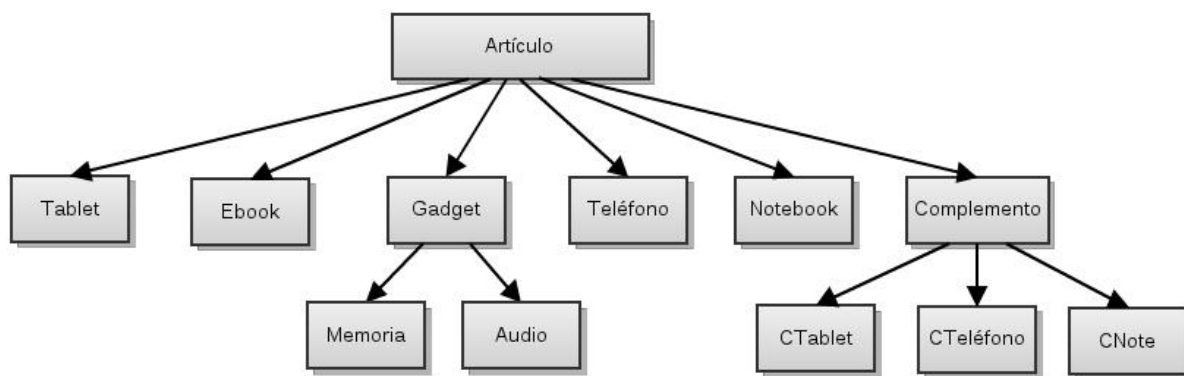 Artículo
Tablet
Ebook
Gadget
Teléfono
Notebook
Complemento
Memoria
Audio
CTablet
CTeléfono
CNote